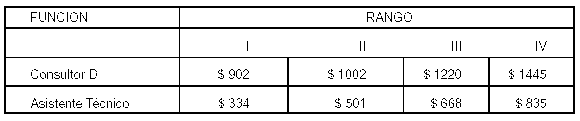 FUNCION RANGO
I II III IV
Consultor D $ 902 $ 1002 $ 1220 $ 1445
Asistente Técnico $ 334 $ 501 $ 668 $ 835